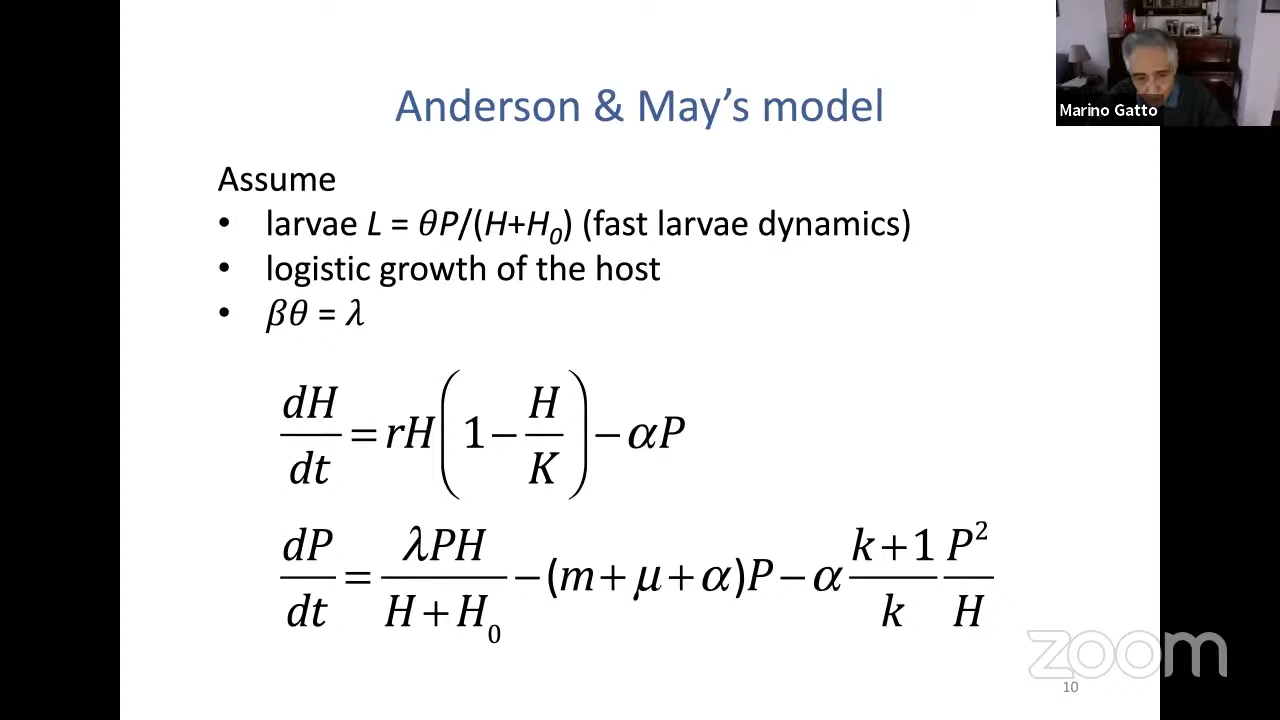 Anderson & May’s model
Marino Gatto
Assume
• larvae L = θP/(H+H₀) (fast larvae dynamics)
• logistic growth of the host
• βθ = λ
dH/dt = rH(1 − H/K) − αP
dP/dt = λPH/(H + H₀) − (m + μ + α)P − α (k + 1)/k P²/H
zoom
10